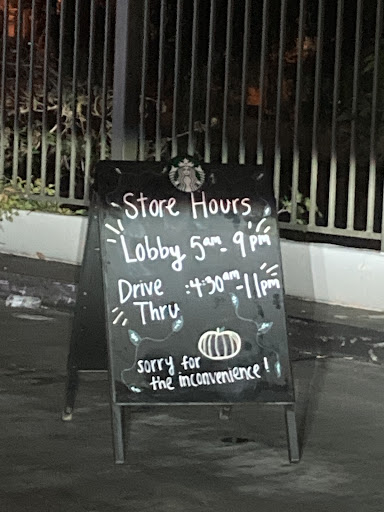 Store Hours
Lobby 5am - 9pm
Drive Thru :4:30am-11pm
sorry for
the inconvenience!